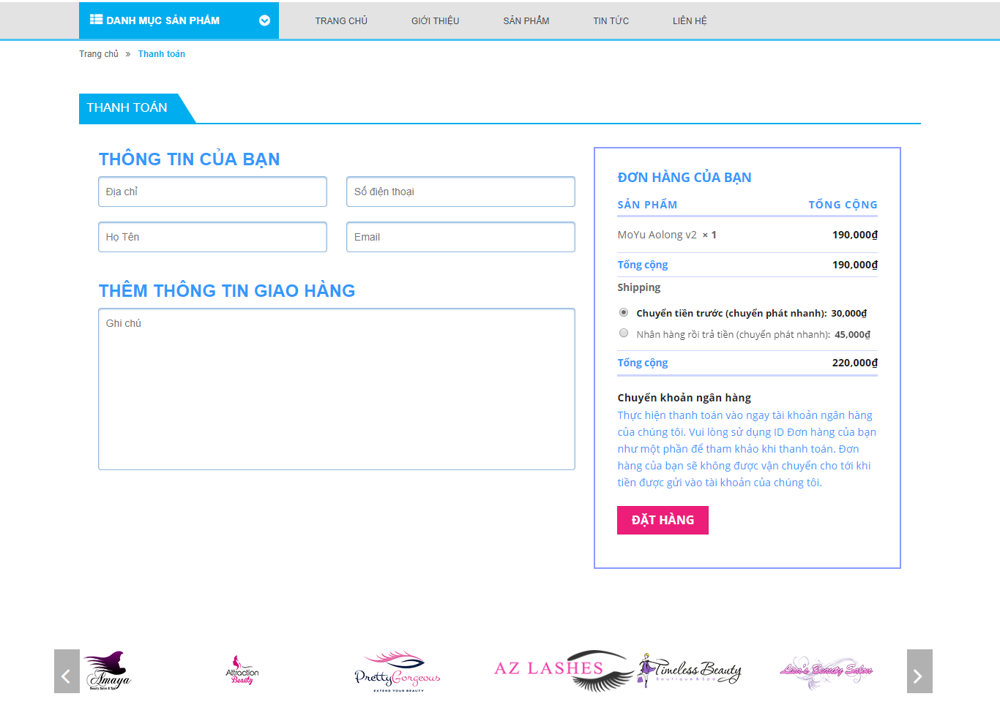 DANH MỤC SẢN PHẨM
TRANG CHỦ GIỚI THIỆU SẢN PHẨM TIN TỨC LIÊN HỆ
Trang chủ » Thanh toán
THANH TOÁN
THÔNG TIN CỦA BẠN
Địa chỉ Số điện thoại
Họ Tên Email
THÊM THÔNG TIN GIAO HÀNG
Ghi chú
ĐƠN HÀNG CỦA BẠN
SẢN PHẨM TỔNG CỘNG
MoYu Aolong v2 × 1 190,000₫
Tổng cộng 190,000₫
Shipping
Chuyển tiền trước (chuyển phát nhanh): 30,000₫
Nhân hàng rồi trả tiền (chuyển phát nhanh): 45,000₫
Tổng cộng 220,000₫
Chuyển khoản ngân hàng
Thực hiện thanh toán vào ngay tài khoản ngân hàng
của chúng tôi. Vui lòng sử dụng ID Đơn hàng của bạn
như một phần để tham khảo khi thanh toán. Đơn
hàng của bạn sẽ không được vận chuyển cho tới khi
tiền được gửi vào tài khoản của chúng tôi.
ĐẶT HÀNG
Amaya
Beauty Salon & Spa
Attraction
Beauty
PrettyGorgeous
EXTEND YOUR BEAUTY
AZ LASHES
Timeless Beauty
Boutique & Spa
Lira's Beauty Salon